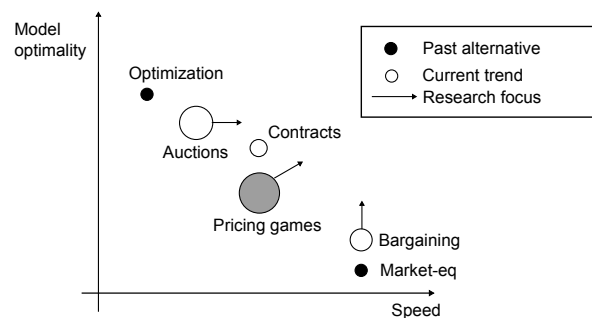 Model
optimality
Past alternative
Current trend
Research focus
Optimization
Auctions
Contracts
Pricing games
Bargaining
Market-eq
Speed